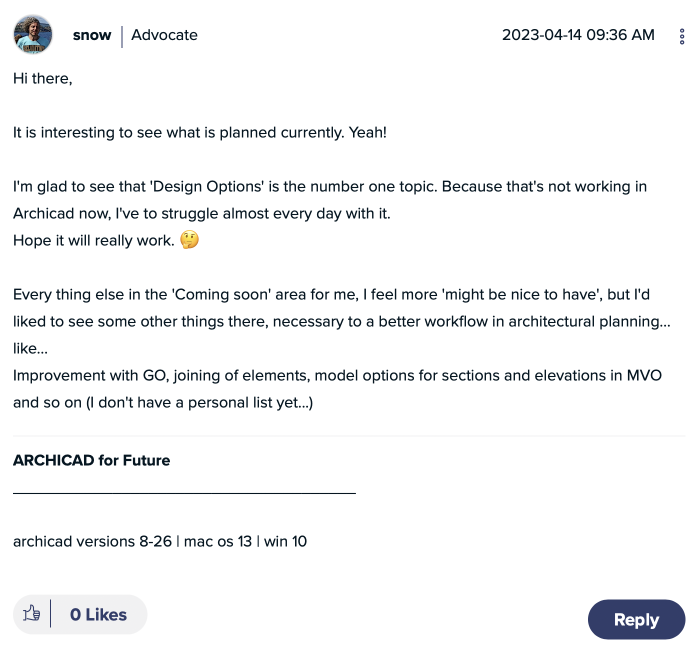 snow | Advocate
2023-04-14 09:36 AM
Hi there,
It is interesting to see what is planned currently. Yeah!
I'm glad to see that 'Design Options' is the number one topic. Because that's not working in
Archicad now, I've to struggle almost every day with it.
Hope it will really work. 🤔
Every thing else in the 'Coming soon' area for me, I feel more 'might be nice to have', but I'd
liked to see some other things there, necessary to a better workflow in architectural planning...
like...
Improvement with GO, joining of elements, model options for sections and elevations in MVO
and so on (I don't have a personal list yet...)
ARCHICAD for Future
archicad versions 8-26 | mac os 13 | win 10
0 Likes
Reply